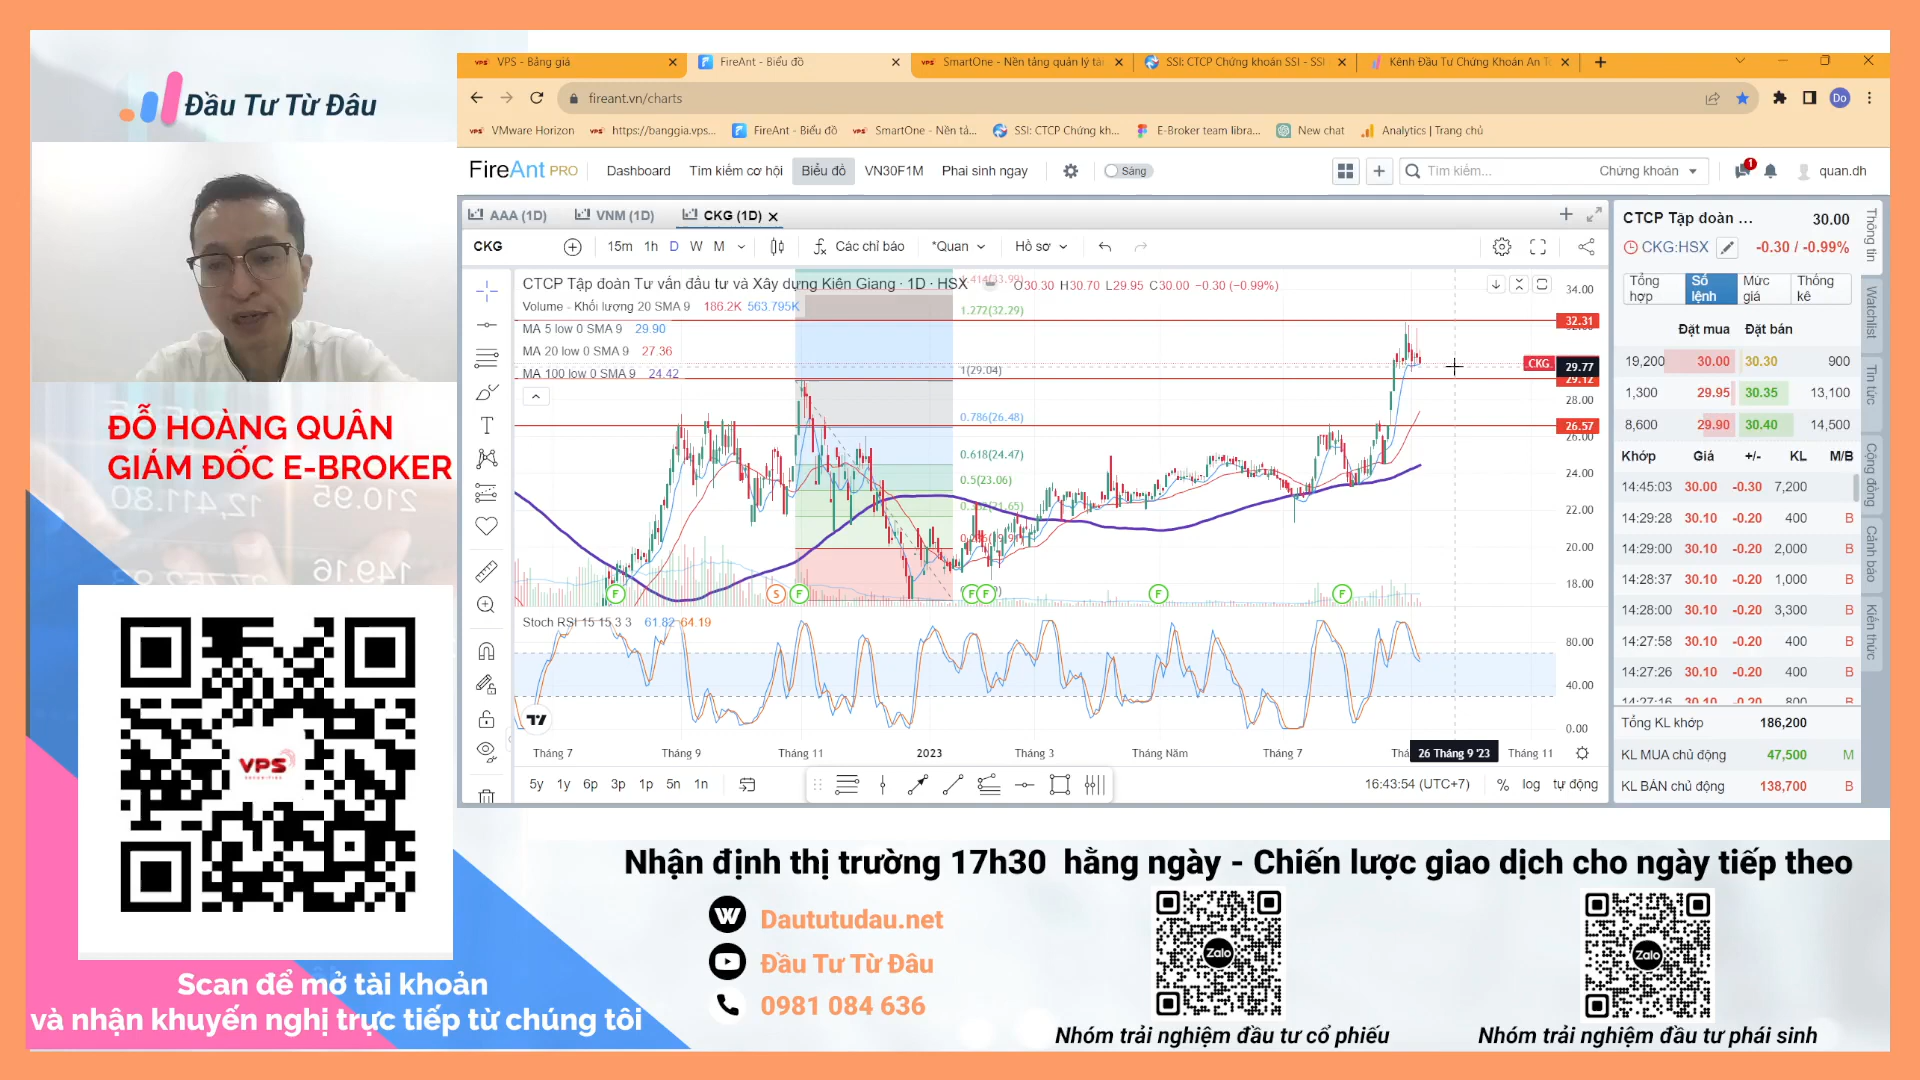 Đầu Tư Từ Đâu
ĐỖ HOÀNG QUÂN
GIÁM ĐỐC E-BROKER
VPS
Scan để mở tài khoản
và nhận khuyến nghị trực tiếp từ chúng tôi
VPS - Bảng giá
FireAnt - Biểu đồ
SmartOne - Nền tảng quản lý tài
SSI: CTCP Chứng khoán SSI - SSI
Kênh Đầu Tư Chứng Khoán An T
fireant.vn/charts
Do
VMware Horizon
https://banggia.vps...
FireAnt - Biểu đồ
SmartOne - Nền tả...
SSI: CTCP Chứng kh...
E-Broker team libra...
New chat
Analytics | Trang chủ
FireAnt PRO
Dashboard
Tìm kiếm cơ hội
Biểu đồ
VN30F1M
Phai sinh ngay
Sáng
Tìm kiếm...
Chứng khoán
1
quan.dh
AAA (1D)
VNM (1D)
CKG (1D)
CKG
15m 1h D W M
Các chỉ báo
*Quan
Hồ sơ
CTCP Tập đoàn Tư vấn đầu tư và Xây dựng Kiên Giang · 1D · HSX
O30.30 H30.70 L29.95 C30.00 −0.30 (−0.99%)
Volume - Khối lượng 20 SMA 9 186.2K 563.795K
MA 5 low 0 SMA 9 29.90
MA 20 low 0 SMA 9 27.36
MA 100 low 0 SMA 9 24.42
1.414(33.99)
1.272(32.29)
1(29.04)
0.786(26.48)
0.618(24.47)
0.5(23.06)
34.00
32.31
CKG
29.77
29.12
28.00
26.57
26.00
24.00
22.00
20.00
18.00
F S F F F F F
Stoch RSI 15 15 3 3 61.82 64.19
80.00
40.00
0.00
Tháng 7
Tháng 9
Tháng 11
2023
Tháng 3
Tháng Năm
Tháng 7
26 Tháng 9 '23
Tháng 11
5y 1y 6p 3p 1p 5n 1n
16:43:54 (UTC+7)
% log tự động
CTCP Tập đoàn ... 30.00
CKG:HSX -0.30 / -0.99%
Tổng hợp
Số lệnh
Mức giá
Thống kê
Đặt mua Đặt bán
19,200 30.00 30.30 900
1,300 29.95 30.35 13,100
8,600 29.90 30.40 14,500
Khớp Giá +/- KL M/B
14:45:03 30.00 -0.30 7,200
14:29:28 30.10 -0.20 400 B
14:29:00 30.10 -0.20 2,000 B
14:28:37 30.10 -0.20 1,000 B
14:28:00 30.10 -0.20 3,300 B
14:27:58 30.10 -0.20 400 B
14:27:26 30.10 -0.20 400 B
14:27:16 30.10 -0.20 800 B
Tổng KL khớp 186,200
KL MUA chủ động 47,500 M
KL BÁN chủ động 138,700 B
Thông tin
Watchlist
Tin tức
Cộng đồng
Cảnh báo
Kiến thức
Nhận định thị trường 17h30 hằng ngày - Chiến lược giao dịch cho ngày tiếp theo
Daututudau.net
Đầu Tư Từ Đâu
0981 084 636
Zalo
Nhóm trải nghiệm đầu tư cổ phiếu
Zalo
Nhóm trải nghiệm đầu tư phái sinh